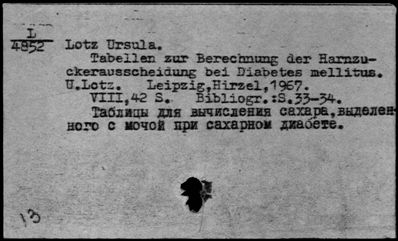 L
4852
Lotz Ursula.
Tabellen zur Berechnung der Harnzu-
ckerausscheidung bei Diabetes mellitus.
U.Lotz. Leipzig,Hirzel,1967.
VIII,42 S. Bibliogr.:S.33-34.
Таблицы для вычисления сахара,выделен-
ного с мочой при сахарном диабете.
13